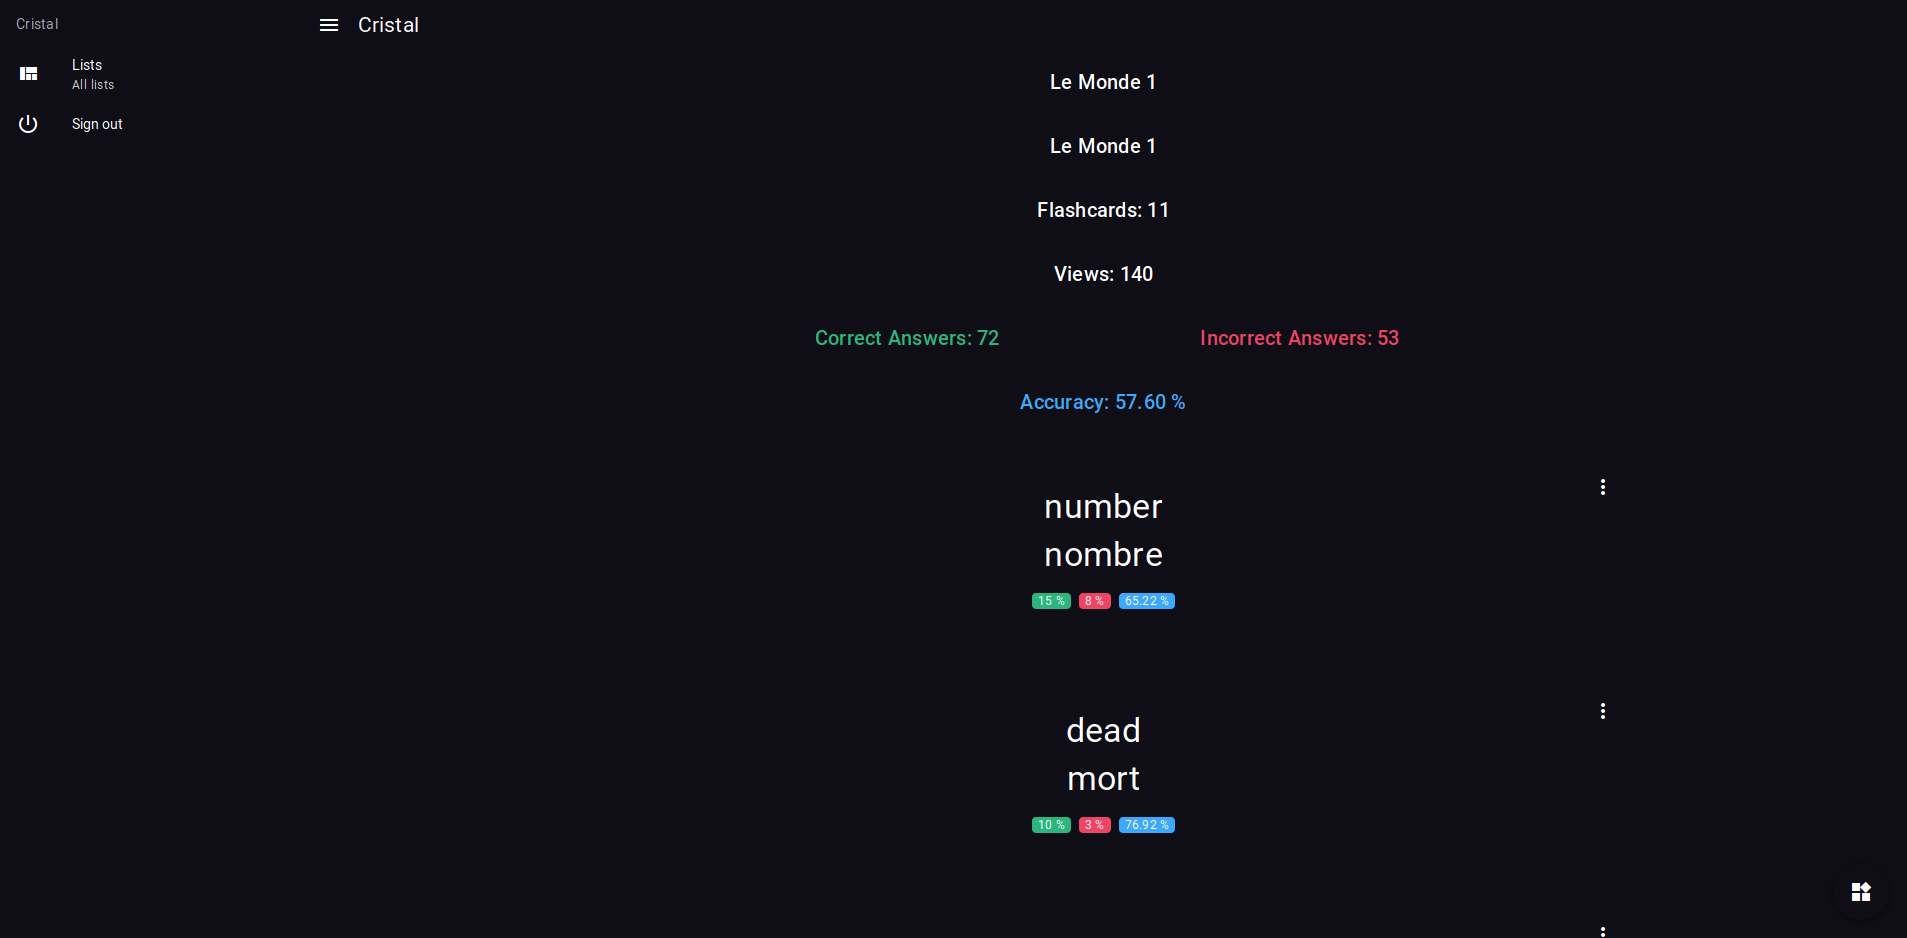 Cristal
Lists
All lists
Sign out
Cristal
Le Monde 1
Le Monde 1
Flashcards: 11
Views: 140
Correct Answers: 72
Incorrect Answers: 53
Accuracy: 57.60 %
number
nombre
15 % 8 % 65.22 %
dead
mort
10 % 3 % 76.92 %